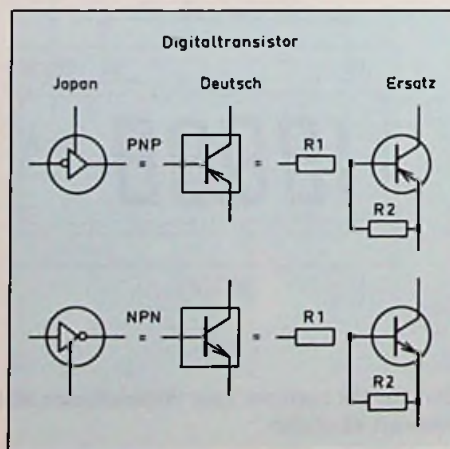 Digitaltransistor
Japan Deutsch Ersatz
PNP = = R1
R2
NPN = = R1
R2